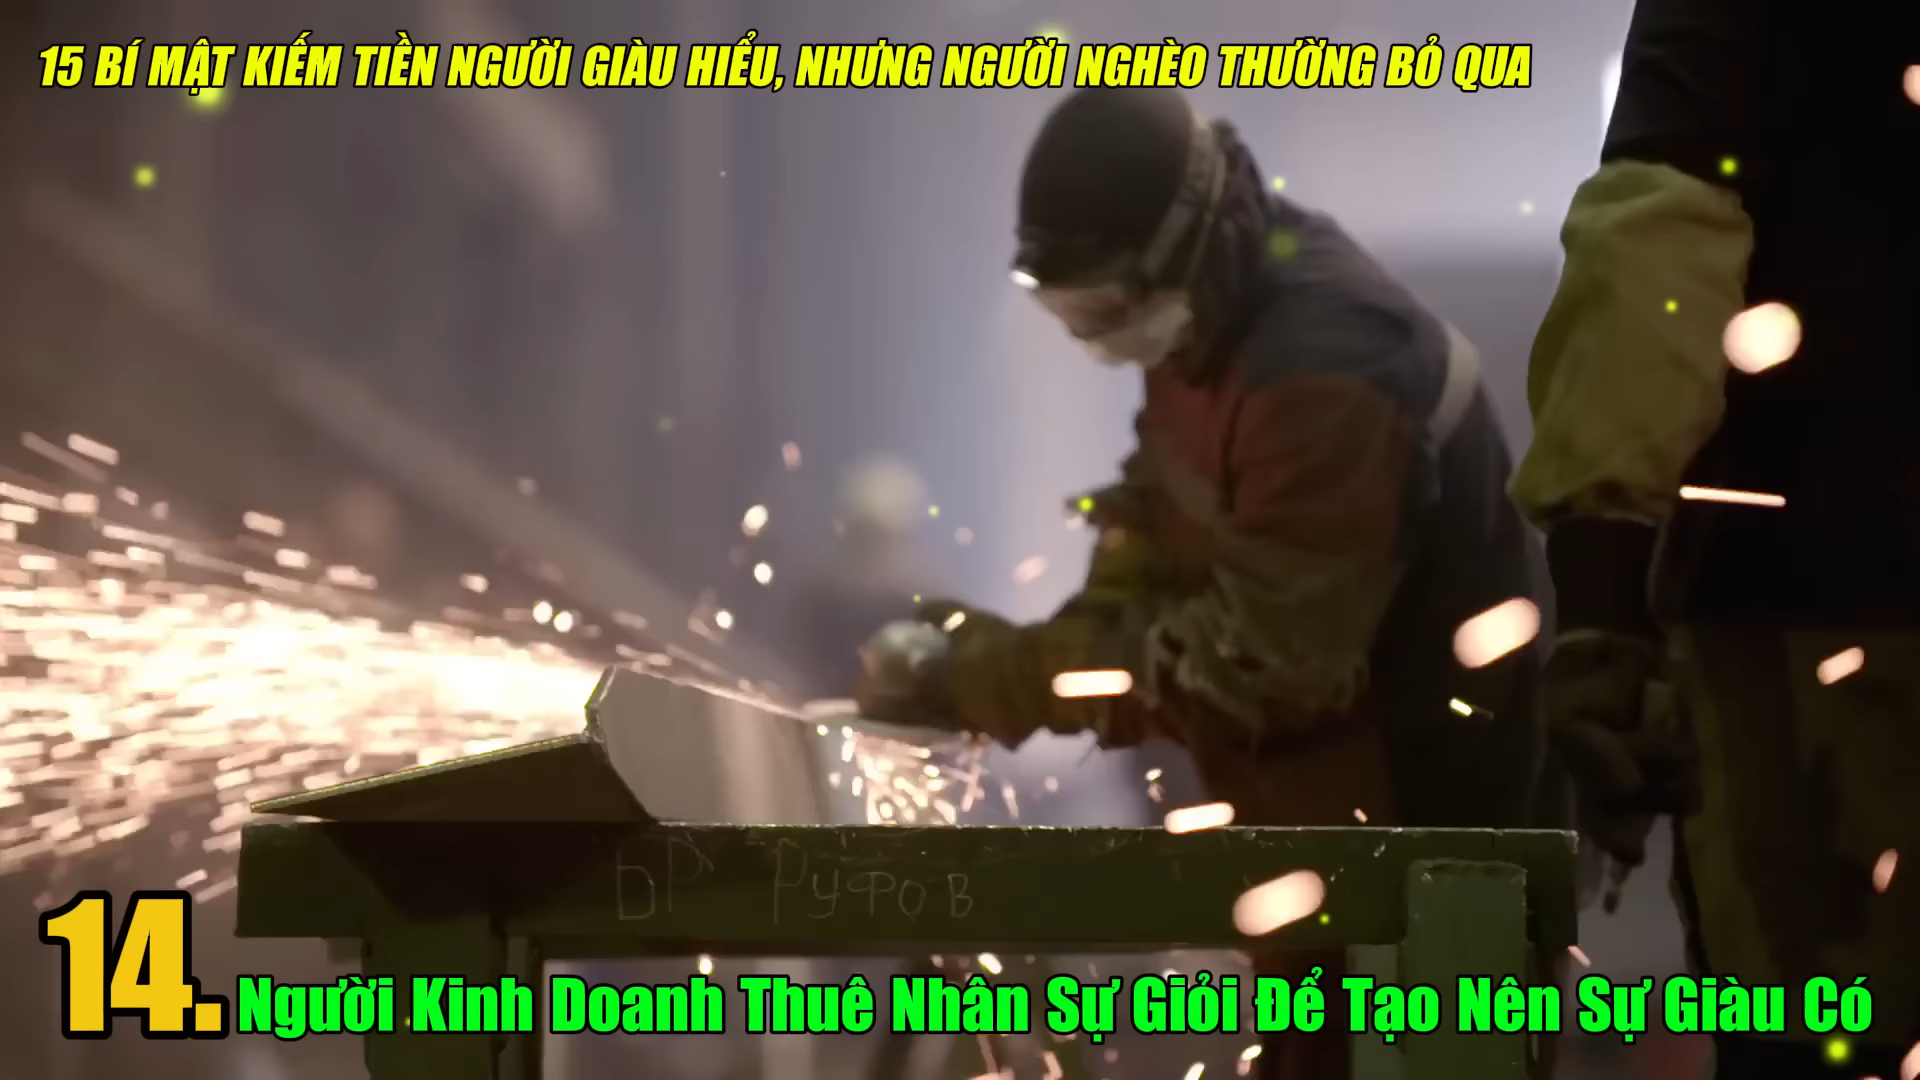 15 BÍ MẬT KIẾM TIỀN NGƯỜI GIÀU HIỂU, NHƯNG NGƯỜI NGHÈO THƯỜNG BỎ QUA
ЬР РУФОВ
14. Người Kinh Doanh Thuê Nhân Sự Giỏi Để Tạo Nên Sự Giàu Có